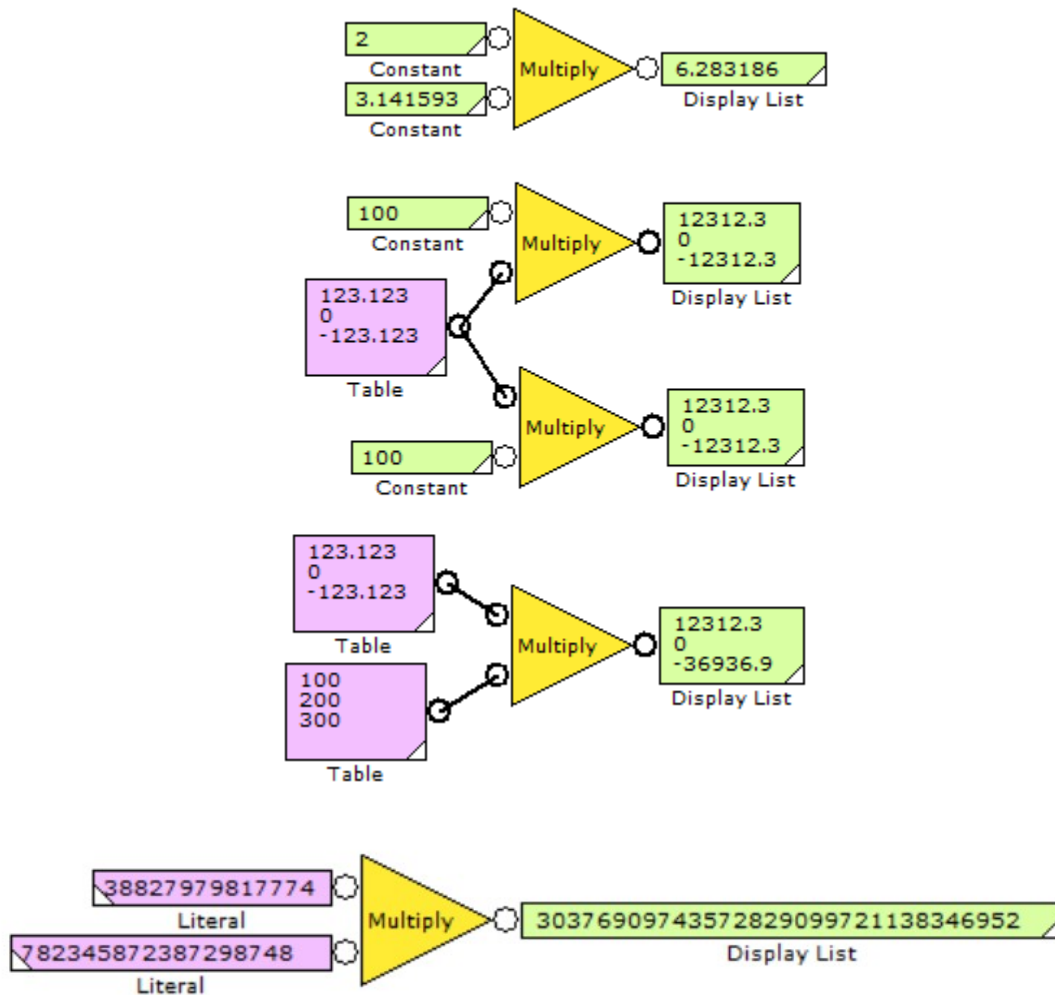 2
Constant
3.141593
Constant
Multiply
6.283186
Display List
100
Constant
123.123
0
-123.123
Table
Multiply
12312.3
0
-12312.3
Display List
100
Constant
Multiply
12312.3
0
-12312.3
Display List
123.123
0
-123.123
Table
100
200
300
Table
Multiply
12312.3
0
-36936.9
Display List
38827979817774
Literal
782345872387298748
Literal
Multiply
30376909743572829099721138346952
Display List